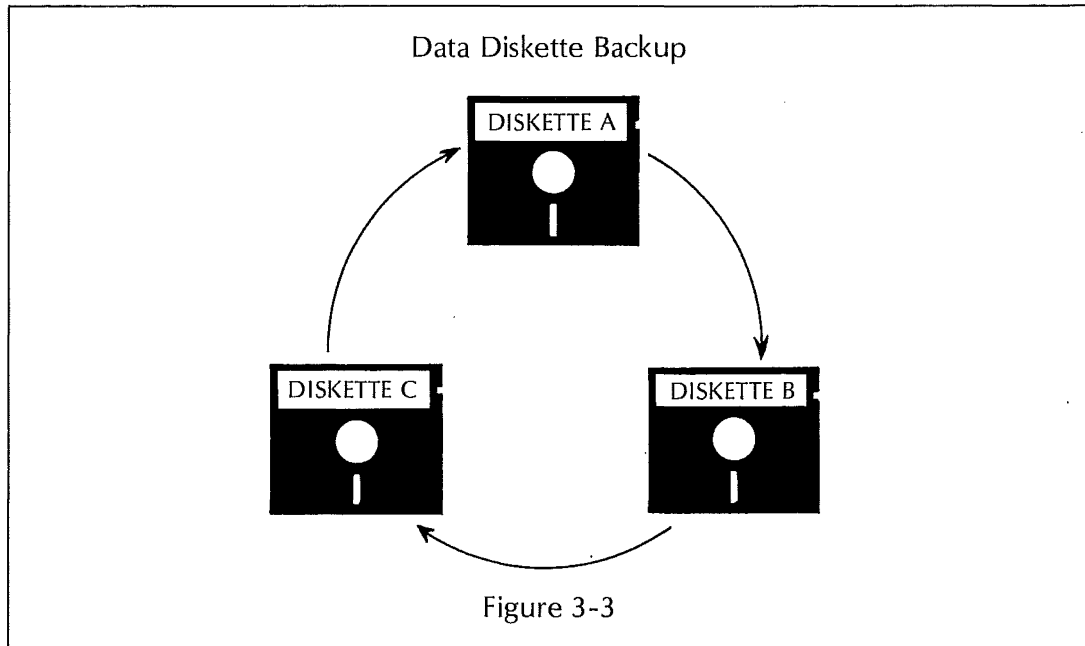 Data Diskette Backup
DISKETTE A
DISKETTE C
DISKETTE B
Figure 3-3